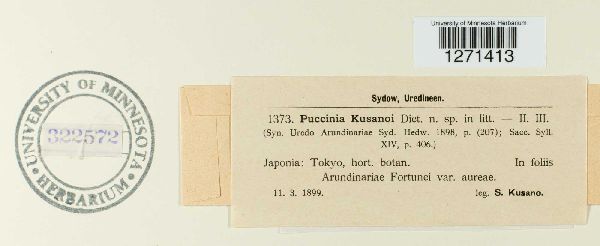 University of Minnesota Herbarium
1271413
UNIVERSITY OF MINNESOTA
322572
HERBARIUM
Sydow, Uredineen.
1373. Puccinia Kusanoi Diet. n. sp. in litt. — II. III.
(Syn. Uredo Arundinariae Syd. Hedw. 1898, p. (207); Sacc. Syll.
XIV, p. 406.)
Japonia: Tokyo, hort. botan. In foliis
Arundinariae Fortunei var. aureae.
11. 3. 1899. leg. S. Kusano.